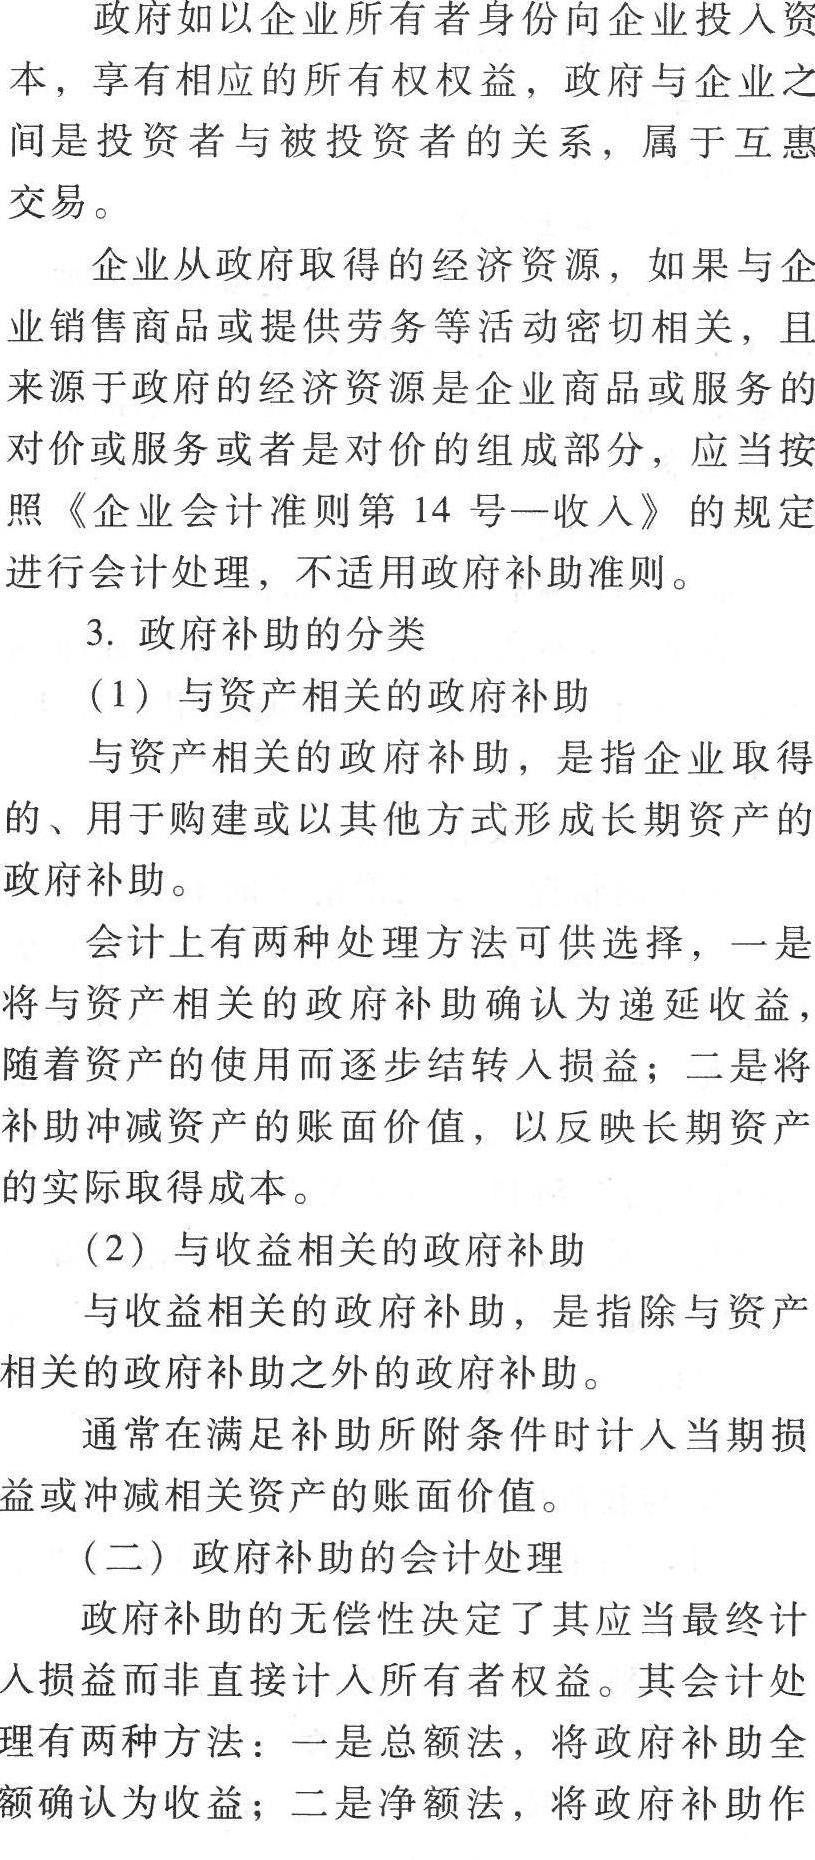 政府如以企业所有者身份向企业投入资
本，享有相应的所有权权益，政府与企业之
间是投资者与被投资者的关系，属于互惠
交易。
企业从政府取得的经济资源，如果与企
业销售商品或提供劳务等活动密切相关，且
来源于政府的经济资源是企业商品或服务的
对价或服务或者是对价的组成部分，应当按
照《企业会计准则第 14 号—收入》的规定
进行会计处理，不适用政府补助准则。
3. 政府补助的分类
（1）与资产相关的政府补助
与资产相关的政府补助，是指企业取得
的、用于购建或以其他方式形成长期资产的
政府补助。
会计上有两种处理方法可供选择，一是
将与资产相关的政府补助确认为递延收益，
随着资产的使用而逐步结转入损益；二是将
补助冲减资产的账面价值，以反映长期资产
的实际取得成本。
（2）与收益相关的政府补助
与收益相关的政府补助，是指除与资产
相关的政府补助之外的政府补助。
通常在满足补助所附条件时计入当期损
益或冲减相关资产的账面价值。
（二）政府补助的会计处理
政府补助的无偿性决定了其应当最终计
入损益而非直接计入所有者权益。其会计处
理有两种方法：一是总额法，将政府补助全
额确认为收益；二是净额法，将政府补助作